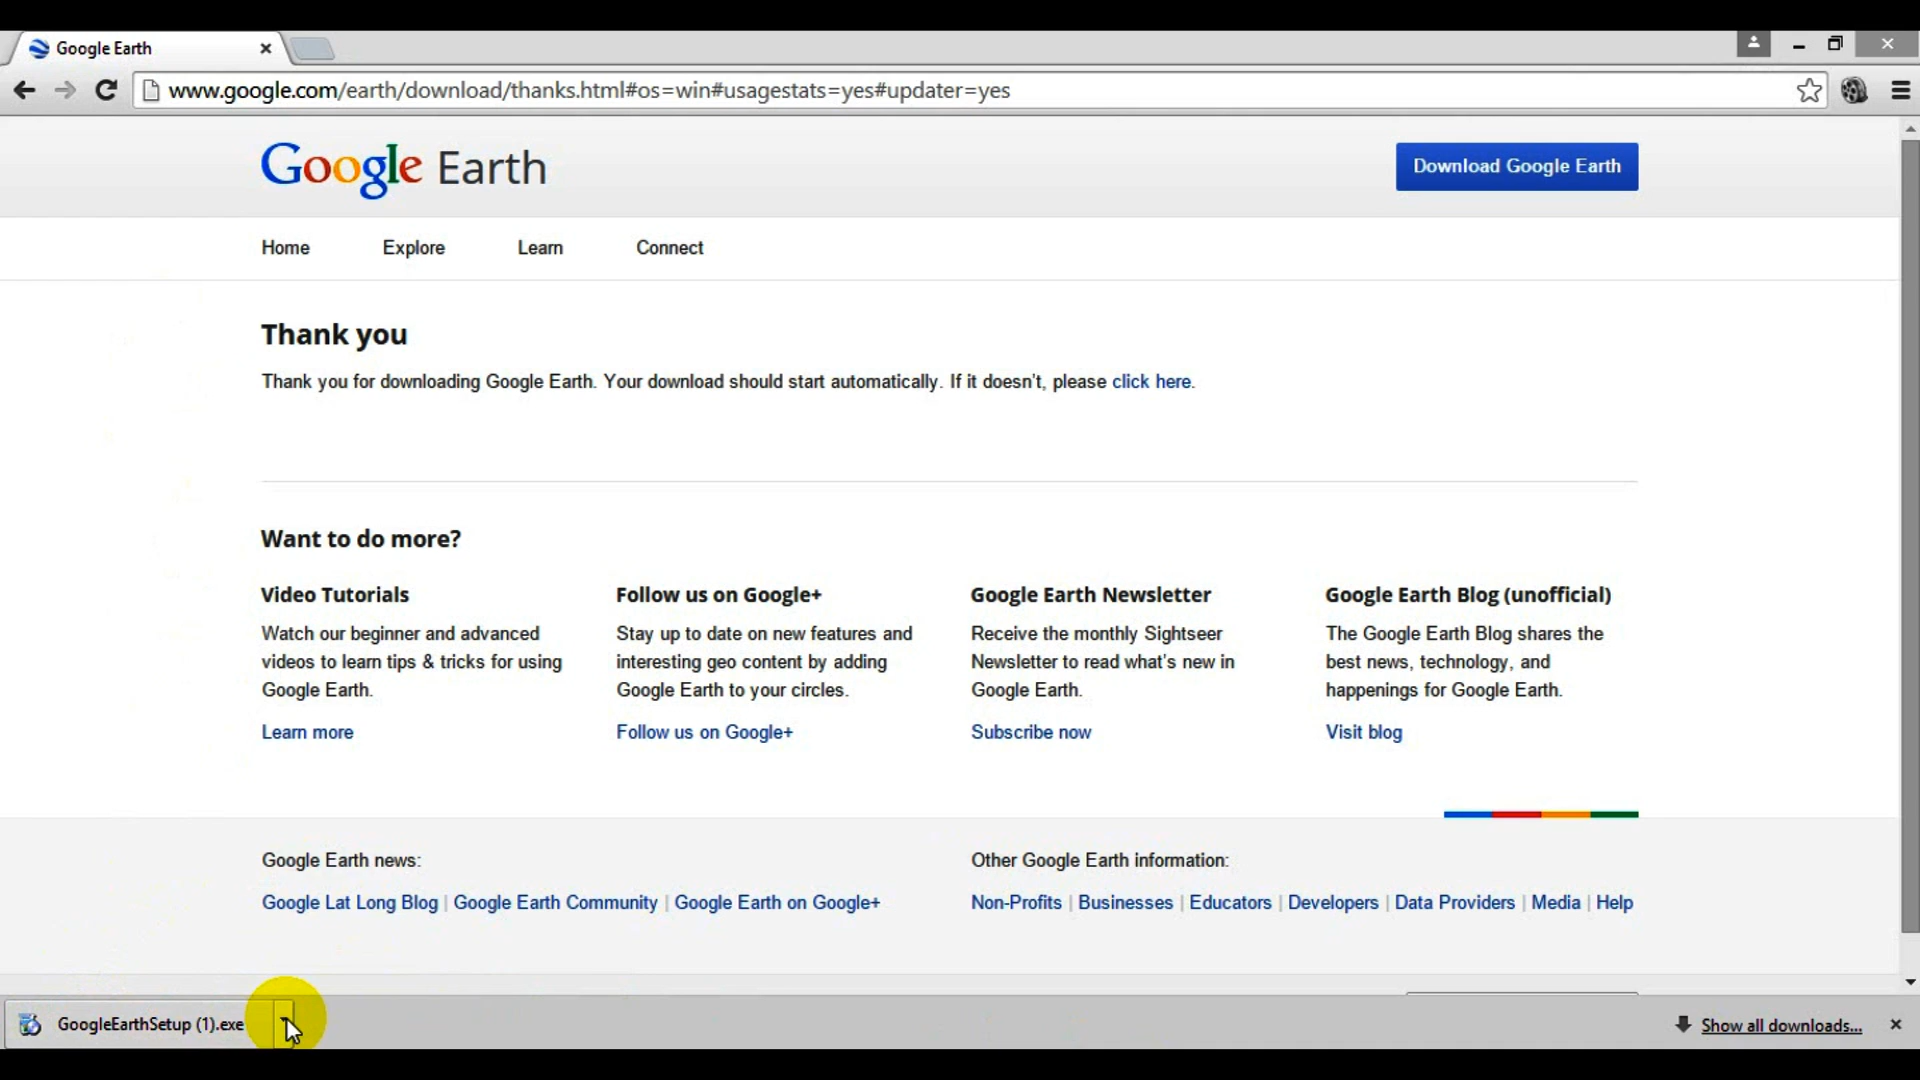 Google Earth
www.google.com/earth/download/thanks.html#os=win#usagestats=yes#updater=yes
Google Earth
Download Google Earth
Home Explore Learn Connect
Thank you
Thank you for downloading Google Earth. Your download should start automatically. If it doesn't, please click here.
Want to do more?
Video Tutorials
Watch our beginner and advanced
videos to learn tips & tricks for using
Google Earth.
Learn more
Follow us on Google+
Stay up to date on new features and
interesting geo content by adding
Google Earth to your circles.
Follow us on Google+
Google Earth Newsletter
Receive the monthly Sightseer
Newsletter to read what's new in
Google Earth.
Subscribe now
Google Earth Blog (unofficial)
The Google Earth Blog shares the
best news, technology, and
happenings for Google Earth.
Visit blog
Google Earth news:
Google Lat Long Blog | Google Earth Community | Google Earth on Google+
Other Google Earth information:
Non-Profits | Businesses | Educators | Developers | Data Providers | Media | Help
GoogleEarthSetup (1).exe
Show all downloads...